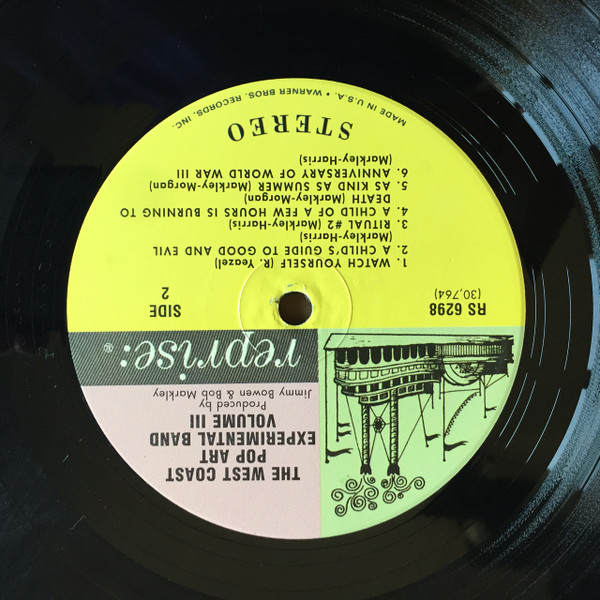 THE WEST COAST
POP ART
EXPERIMENTAL BAND
VOLUME III
Produced by
Jimmy Bowen & Bob Markley
reprise:®
RS 6298
(30,764)
SIDE
2
1. WATCH YOURSELF (R. Yeazel)
2. A CHILD'S GUIDE TO GOOD AND EVIL
(Markley-Harris)
3. RITUAL #2 (Markley-Harris)
4. A CHILD OF A FEW HOURS IS BURNING TO
DEATH (Markley-Morgan)
5. AS KIND AS SUMMER (Markley-Morgan)
6. ANNIVERSARY OF WORLD WAR III
(Markley-Harris)
STEREO
MADE IN U.S.A. • WARNER BROS. RECORDS, INC.